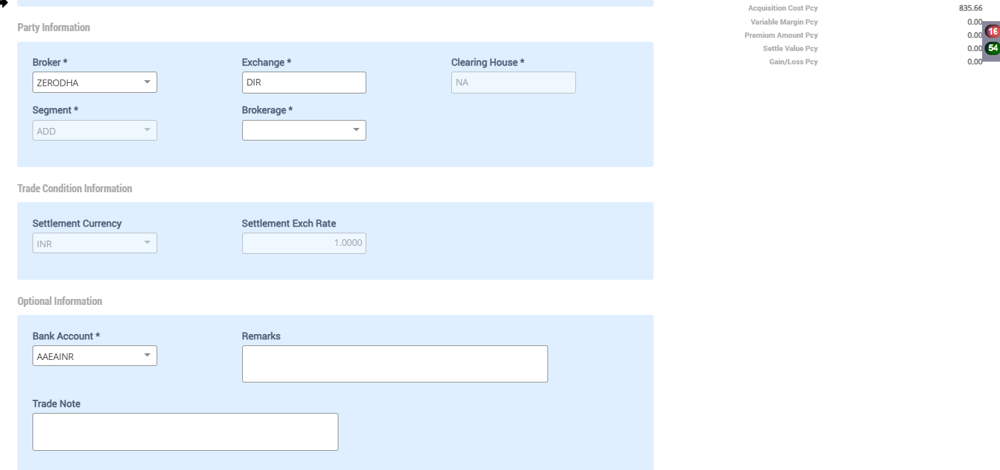 Acquisition Cost Pcy 835.66
Variable Margin Pcy 0.00
Premium Amount Pcy 0.00
Settle Value Pcy 0.00
Gain/Loss Pcy 0.00
16
54
Party Information
Broker * Exchange * Clearing House *
ZERODHA DIR NA
Segment * Brokerage *
ADD
Trade Condition Information
Settlement Currency Settlement Exch Rate
INR 1.0000
Optional Information
Bank Account * Remarks
AAEAINR
Trade Note